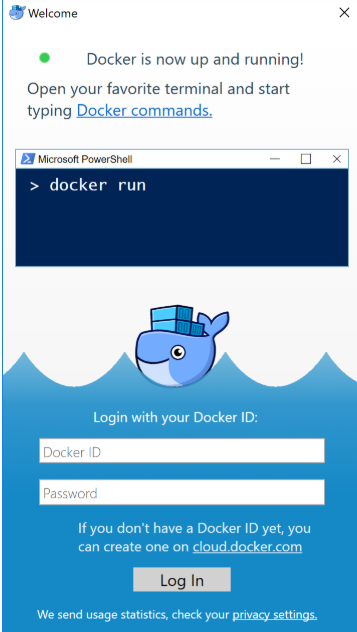 Welcome
Docker is now up and running!
Open your favorite terminal and start
typing Docker commands.
Microsoft PowerShell
> docker run
Login with your Docker ID:
Docker ID
Password
If you don't have a Docker ID yet, you
can create one on cloud.docker.com
Log In
We send usage statistics, check your privacy settings.